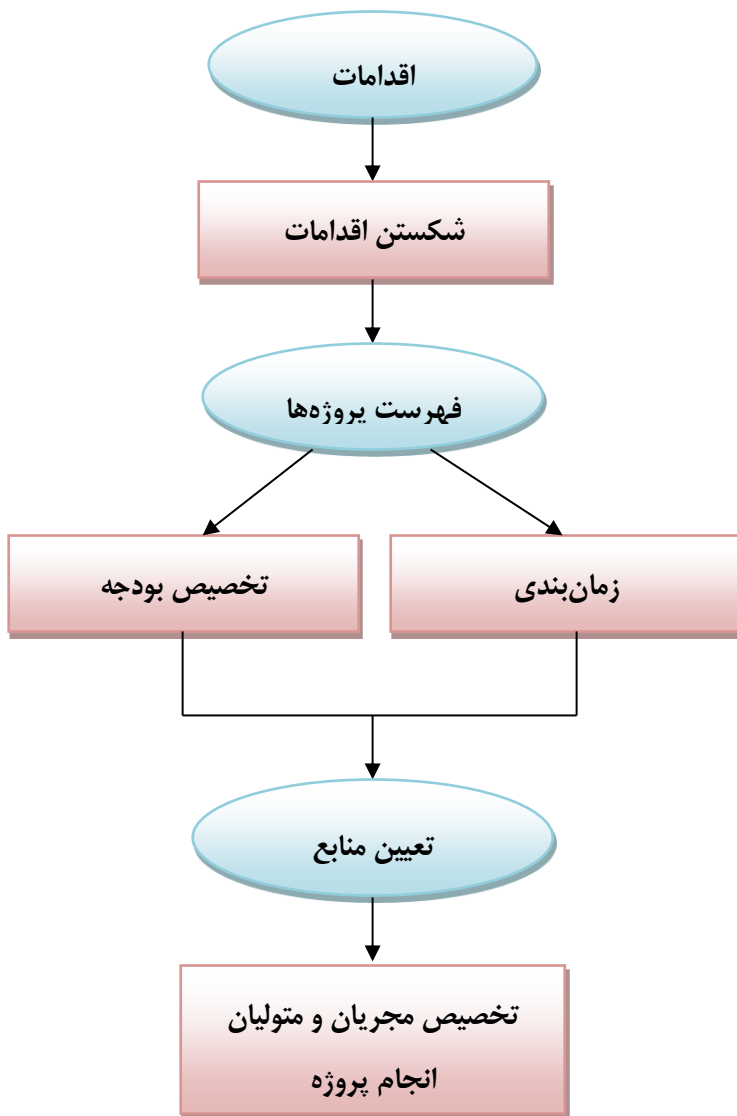 اقدامات
شکستن اقدامات
فهرست پروژه‌ها
زمان‌بندی
تخصیص بودجه
تعیین منابع
تخصیص مجریان و متولیان
انجام پروژه